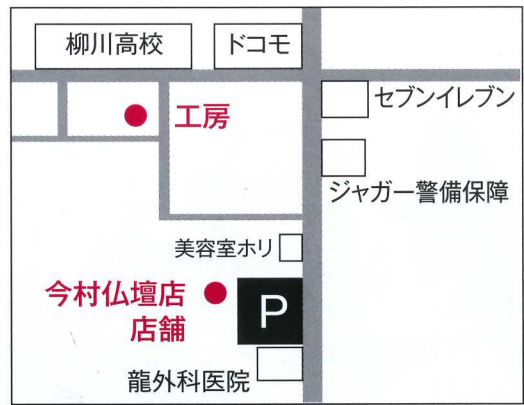 柳川高校
ドコモ
セブンイレブン
工房
ジャガー警備保障
美容室ホリ
今村仏壇店
店舗
P
龍外科医院